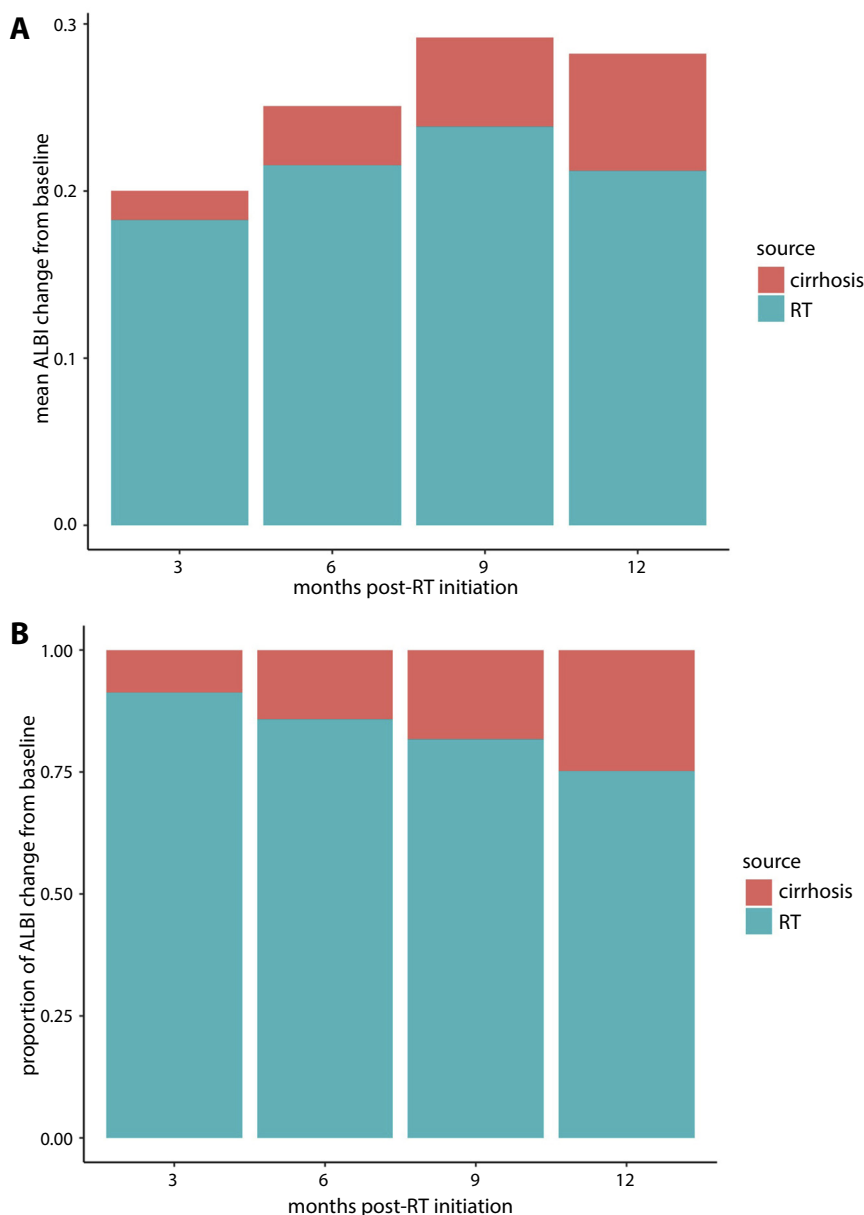 A
mean ALBI change from baseline
0.3
0.2
0.1
0.0
3 6 9 12
months post-RT initiation
source
cirrhosis
RT
B
proportion of ALBI change from baseline
1.00
0.75
0.50
0.25
0.00
3 6 9 12
months post-RT initiation
source
cirrhosis
RT